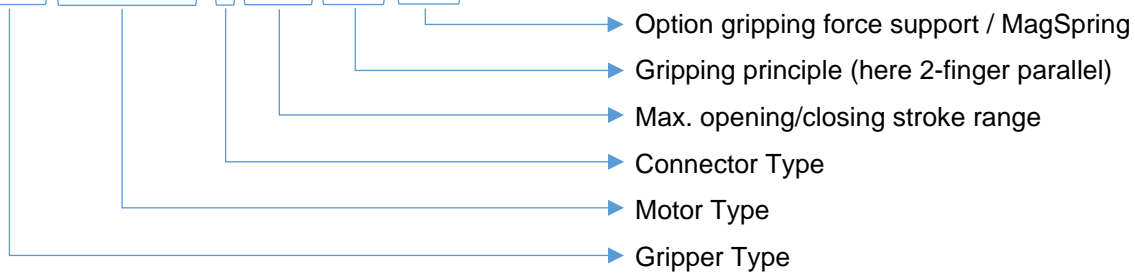 Option gripping force support / MagSpring
Gripping principle (here 2-finger parallel)
Max. opening/closing stroke range
Connector Type
Motor Type
Gripper Type